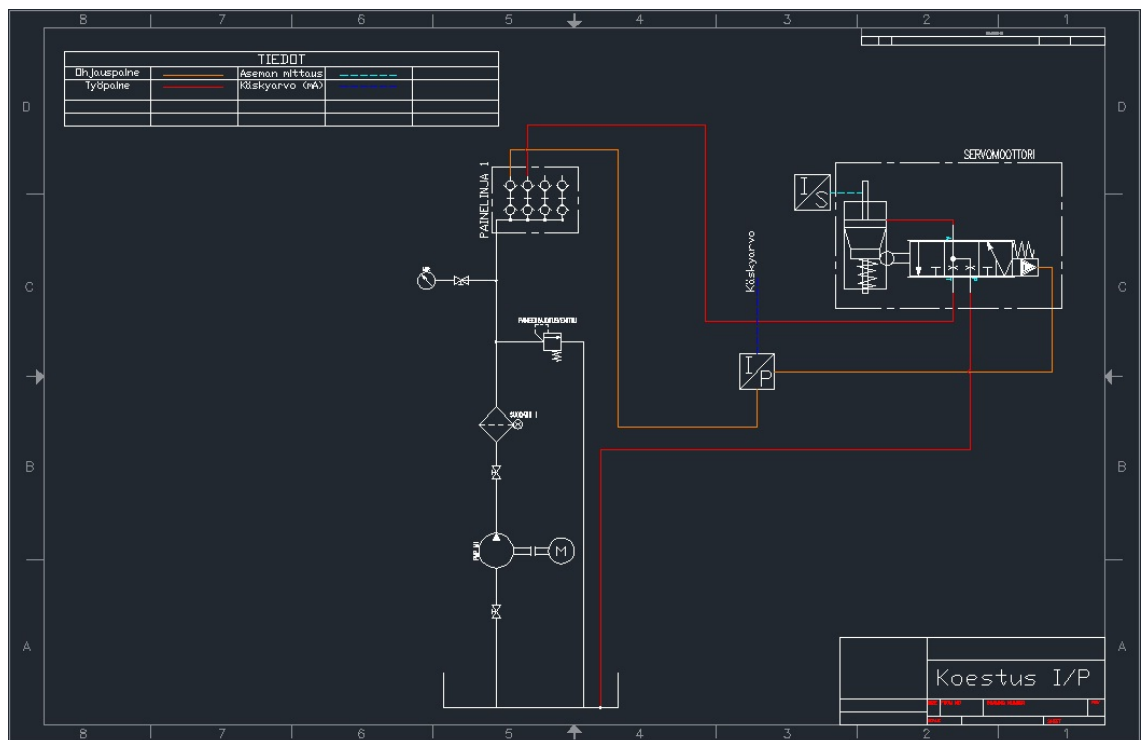 8 7 6 5 4 3 2 1
TIEDOT
Ohjauspaine Aseman mittaus
Työpaine Käskyarvo (mA)
D D
SERVOMOOTTORI
PAINELINJA 1
I
S
Käskyarvo
C C
I
P
B B
M
A A
Koestus I/P
8 7 6 5 4 3 2 1